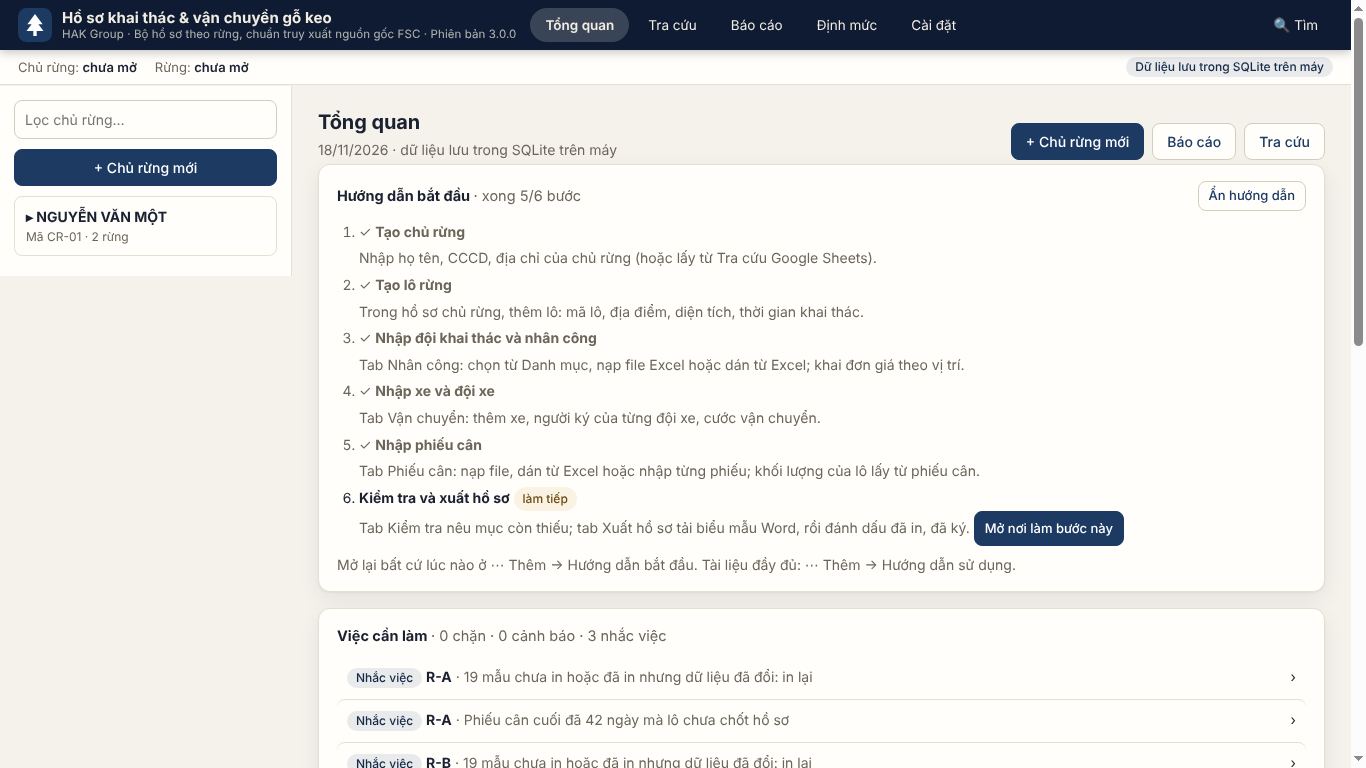 Hồ sơ khai thác & vận chuyển gỗ keo
HAK Group · Bộ hồ sơ theo rừng, chuẩn truy xuất nguồn gốc FSC · Phiên bản 3.0.0
Tổng quan
Tra cứu
Báo cáo
Định mức
Cài đặt
🔍 Tìm
Chủ rừng: chưa mở
Rừng: chưa mở
Dữ liệu lưu trong SQLite trên máy
Lọc chủ rừng...
+ Chủ rừng mới
▸ NGUYỄN VĂN MỘT
Mã CR-01 · 2 rừng
Tổng quan
18/11/2026 · dữ liệu lưu trong SQLite trên máy
+ Chủ rừng mới
Báo cáo
Tra cứu
Hướng dẫn bắt đầu · xong 5/6 bước
Ẩn hướng dẫn
1. ✓ Tạo chủ rừng
Nhập họ tên, CCCD, địa chỉ của chủ rừng (hoặc lấy từ Tra cứu Google Sheets).
2. ✓ Tạo lô rừng
Trong hồ sơ chủ rừng, thêm lô: mã lô, địa điểm, diện tích, thời gian khai thác.
3. ✓ Nhập đội khai thác và nhân công
Tab Nhân công: chọn từ Danh mục, nạp file Excel hoặc dán từ Excel; khai đơn giá theo vị trí.
4. ✓ Nhập xe và đội xe
Tab Vận chuyển: thêm xe, người ký của từng đội xe, cước vận chuyển.
5. ✓ Nhập phiếu cân
Tab Phiếu cân: nạp file, dán từ Excel hoặc nhập từng phiếu; khối lượng của lô lấy từ phiếu cân.
6. Kiểm tra và xuất hồ sơ làm tiếp
Tab Kiểm tra nêu mục còn thiếu; tab Xuất hồ sơ tải biểu mẫu Word, rồi đánh dấu đã in, đã ký. Mở nơi làm bước này
Mở lại bất cứ lúc nào ở ··· Thêm → Hướng dẫn bắt đầu. Tài liệu đầy đủ: ··· Thêm → Hướng dẫn sử dụng.
Việc cần làm · 0 chặn · 0 cảnh báo · 3 nhắc việc
Nhắc việc R-A · 19 mẫu chưa in hoặc đã in nhưng dữ liệu đã đổi: in lại ›
Nhắc việc R-A · Phiếu cân cuối đã 42 ngày mà lô chưa chốt hồ sơ ›
Nhắc việc R-B · 19 mẫu chưa in hoặc đã in nhưng dữ liệu đã đổi: in lại ›